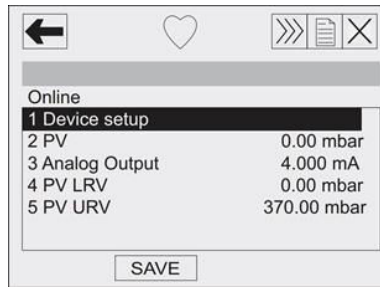 Online
1 Device setup
2 PV 0.00 mbar
3 Analog Output 4.000 mA
4 PV LRV 0.00 mbar
5 PV URV 370.00 mbar
SAVE